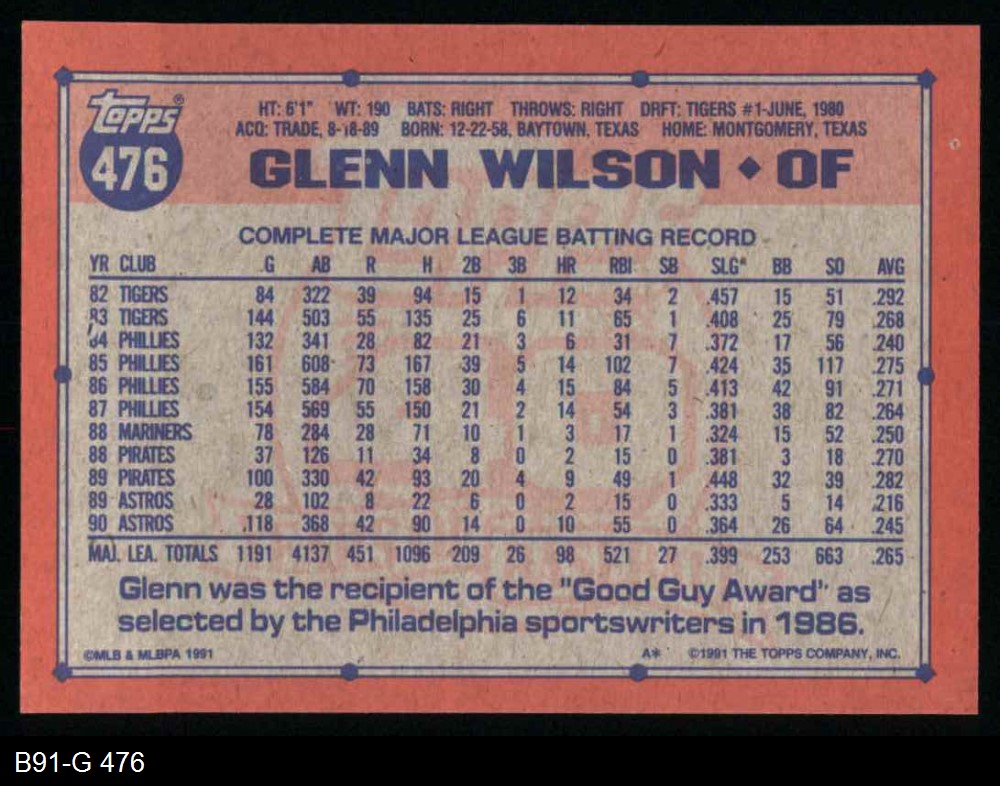 topps®
476
HT: 6'1" WT: 190 BATS: RIGHT THROWS: RIGHT DRFT: TIGERS #1-JUNE, 1980
ACQ: TRADE, 8-18-89 BORN: 12-22-58, BAYTOWN, TEXAS HOME: MONTGOMERY, TEXAS
GLENN WILSON ◆ OF
COMPLETE MAJOR LEAGUE BATTING RECORD
YR CLUB G AB R H 2B 3B HR RBI SB SLG BB SO AVG
82 TIGERS 84 322 39 94 15 1 12 34 2 .457 15 51 .292
83 TIGERS 144 503 55 135 25 6 11 65 1 .408 25 79 .268
84 PHILLIES 132 341 28 82 21 3 6 31 7 .372 17 56 .240
85 PHILLIES 161 608 73 167 39 5 14 102 7 .424 35 117 .275
86 PHILLIES 155 584 70 158 30 4 15 84 5 .413 42 91 .271
87 PHILLIES 154 569 55 150 21 2 14 54 3 .381 38 82 .264
88 MARINERS 78 284 28 71 10 1 3 17 1 .324 15 52 .250
88 PIRATES 37 126 11 34 8 0 2 15 0 .381 3 18 .270
89 PIRATES 100 330 42 93 20 4 9 49 1 .448 32 39 .282
89 ASTROS 28 102 8 22 6 0 2 15 0 .333 5 14 .216
90 ASTROS 118 368 42 90 14 0 10 55 0 .364 26 64 .245
MAJ. LEA. TOTALS 1191 4137 451 1096 209 26 98 521 27 .399 253 663 .265
Glenn was the recipient of the "Good Guy Award" as
selected by the Philadelphia sportswriters in 1986.
©MLB & MLBPA 1991 A* ©1991 THE TOPPS COMPANY, INC.
B91-G 476